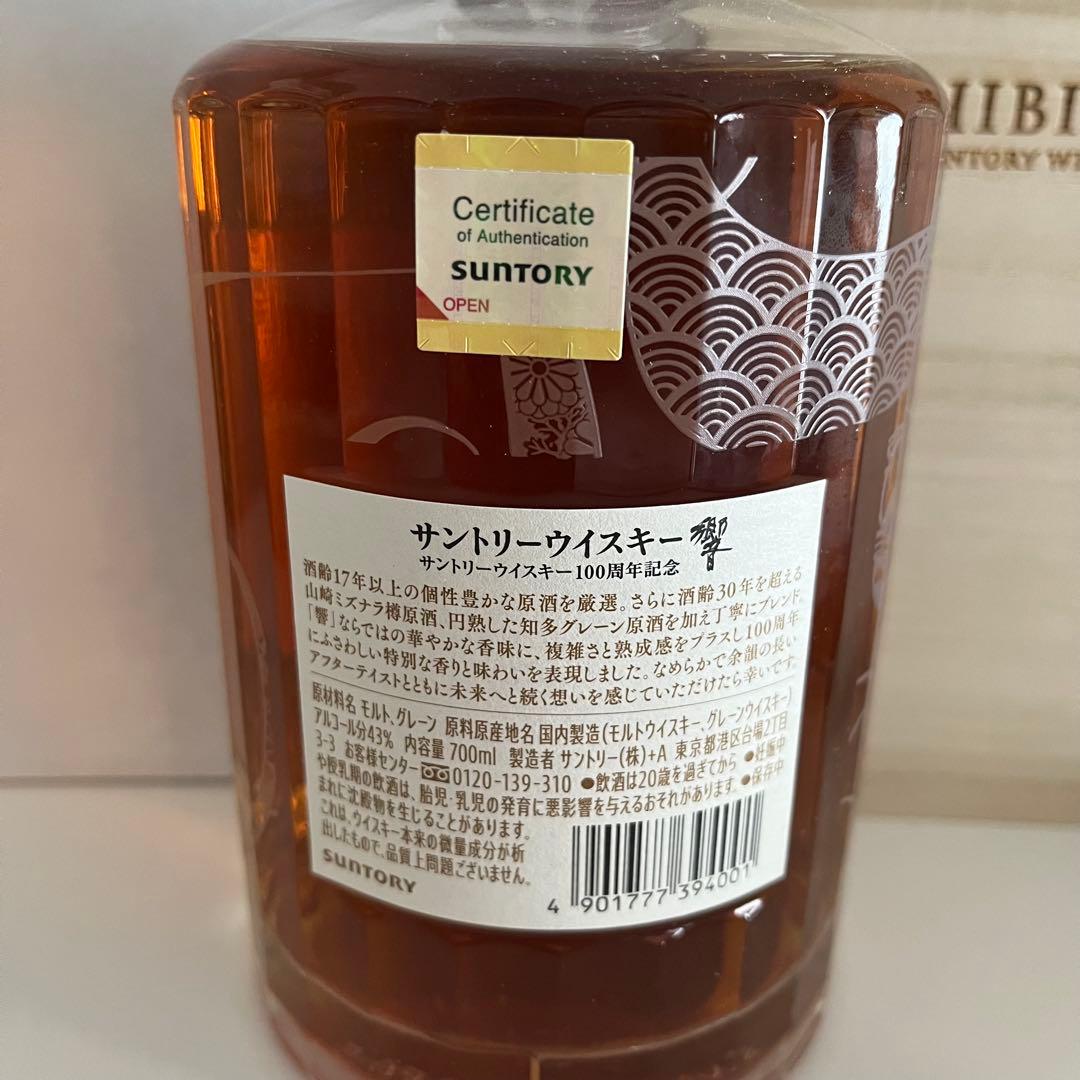 HIBI
NTORY WH
Certificate
of Authentication
SUNTORY
OPEN
サントリーウイスキー 響
サントリーウイスキー100周年記念
酒齢17年以上の個性豊かな原酒を厳選。さらに酒齢30年を超える
山崎ミズナラ樽原酒、円熟した知多グレーン原酒を加え丁寧にブレンド。
「響」ならではの華やかな香味に、複雑さと熟成感をプラスし100周年
にふさわしい特別な香りと味わいを表現しました。なめらかで余韻の長い
アフターテイストとともに未来へと続く想いを感じていただけたら幸いです。
原材料名 モルト、グレーン 原料原産地名 国内製造(モルトウイスキー、グレーンウイスキー)
アルコール分43% 内容量 700ml 製造者 サントリー(株)+A 東京都港区台場2丁目
3-3 お客様センター 0120-139-310 ●飲酒は20歳を過ぎてから ●妊娠中
や授乳期の飲酒は、胎児・乳児の発育に悪影響を与えるおそれがあります。 ●保存中
まれに沈殿物を生じることがあります。
これは、ウイスキー本来の微量成分が析
出したもので、品質上問題ございません。
SUNTORY
4 901777 394001